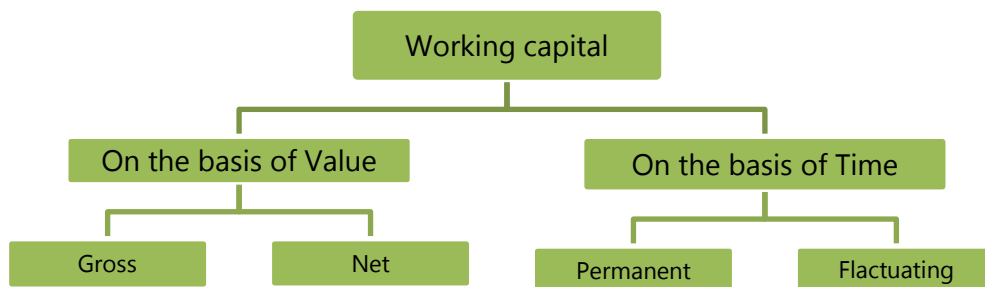 Working capital
On the basis of Value
On the basis of Time
Gross
Net
Permanent
Flactuating